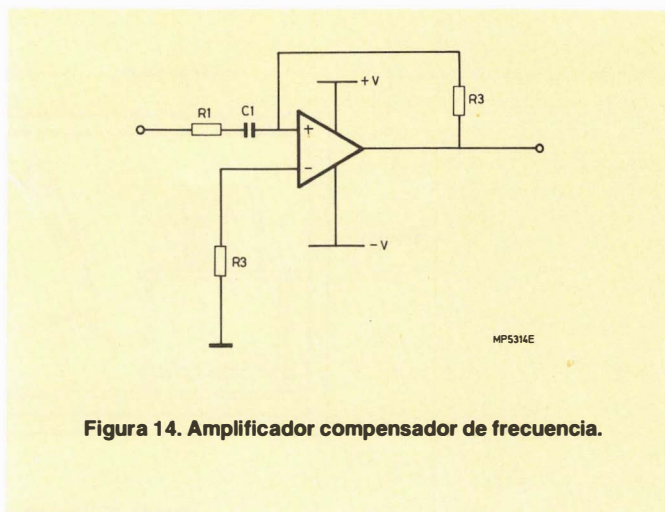 +V
R3
R1
C1
+
-
-V
R3
MP5314E
Figura 14. Amplificador compensador de frecuencia.